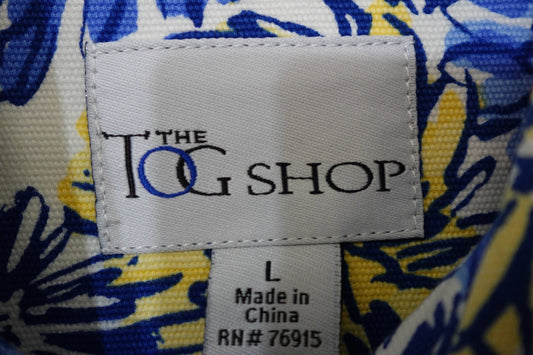 THE
TOG SHOP
L
Made in
China
RN# 76915